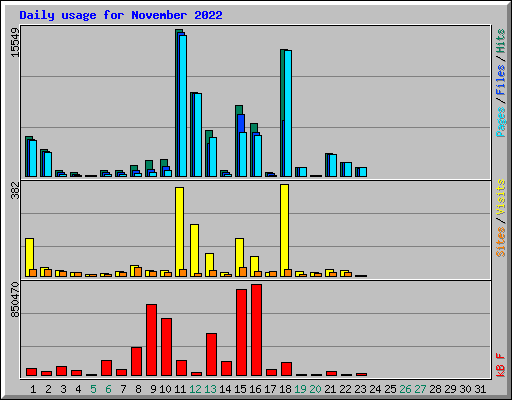 Daily usage for November 2022
15549
Pages / Files / Hits
382
Sites / Visits
850470
kB F
1 2 3 4 5 6 7 8 9 10 11 12 13 14 15 16 17 18 19 20 21 22 23 24 25 26 27 28 29 30 31